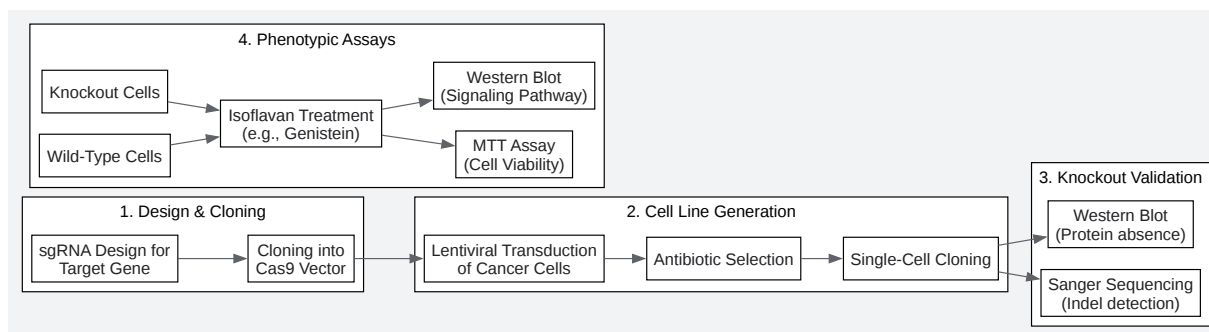 4. Phenotypic Assays
Knockout Cells
Wild-Type Cells
Isoflavan Treatment
(e.g., Genistein)
Western Blot
(Signaling Pathway)
MTT Assay
(Cell Viability)
1. Design & Cloning
sgRNA Design for
Target Gene
Cloning into
Cas9 Vector
2. Cell Line Generation
Lentiviral Transduction
of Cancer Cells
Antibiotic Selection
Single-Cell Cloning
3. Knockout Validation
Western Blot
(Protein absence)
Sanger Sequencing
(Indel detection)